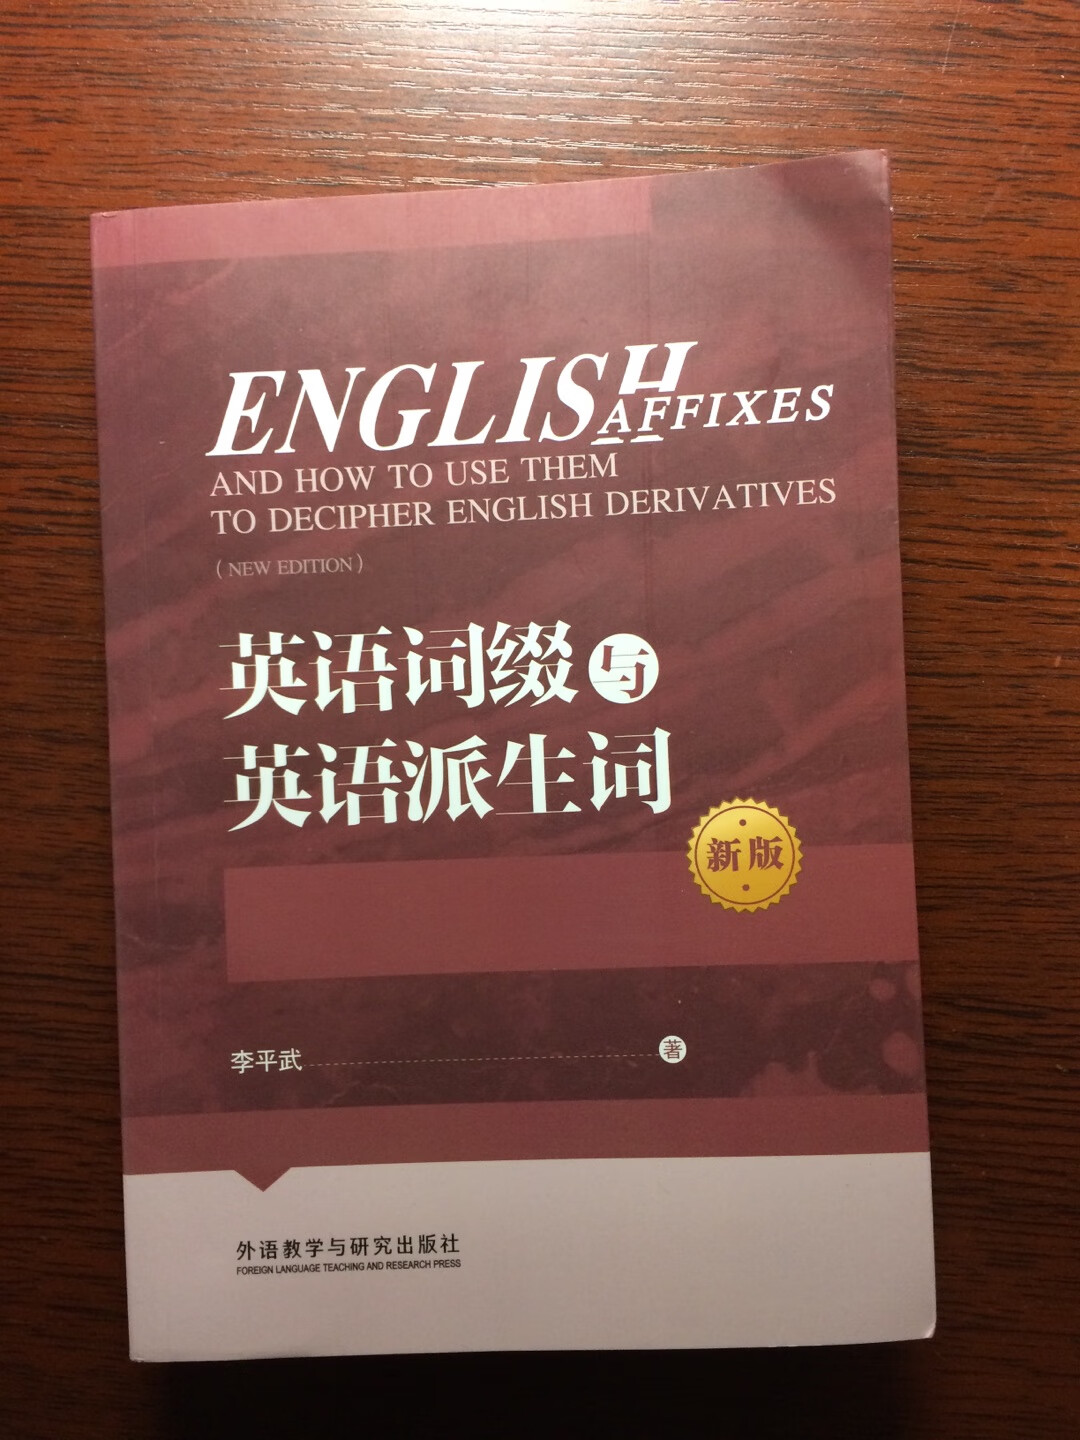 ENGLISH AFFIXES
AND HOW TO USE THEM
TO DECIPHER ENGLISH DERIVATIVES
(NEW EDITION)
英语词缀与
英语派生词
新版
李平武 著
外语教学与研究出版社
FOREIGN LANGUAGE TEACHING AND RESEARCH PRESS